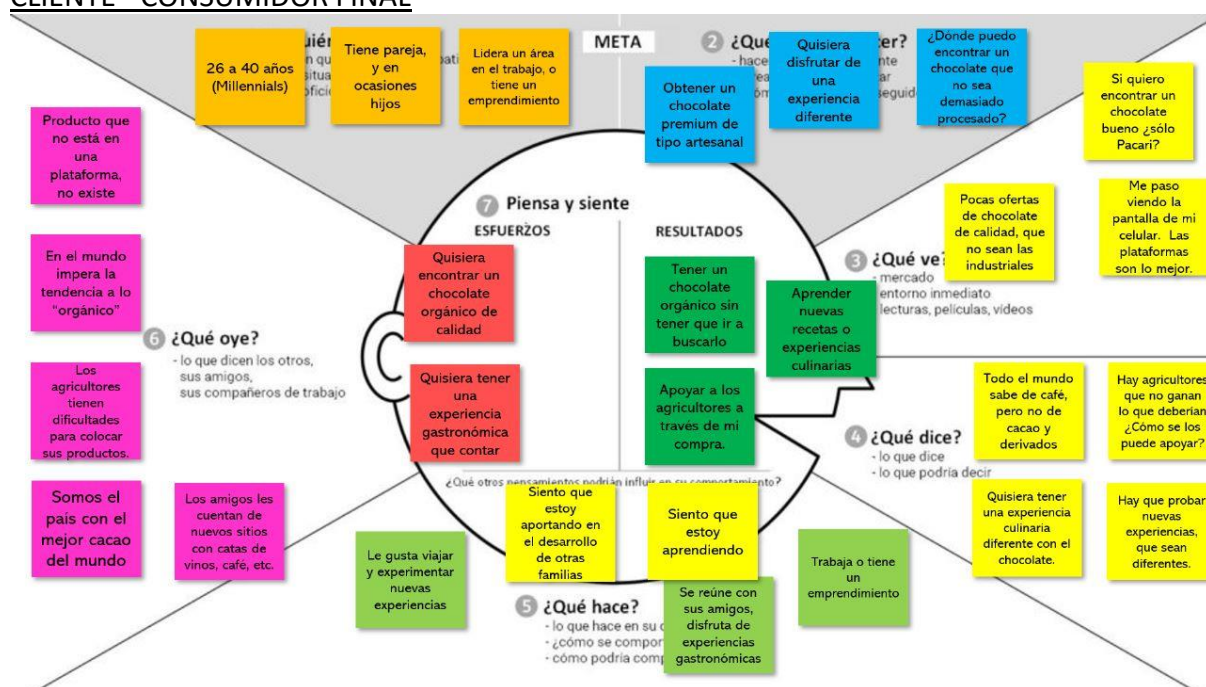 CLIENTE - CONSUMIDOR FINAL
META
26 a 40 años
(Millennials)
Tiene pareja,
y en
ocasiones
hijos
Lidera un área
en el trabajo, o
tiene un
emprendimiento
2
Obtener un
chocolate
premium de
tipo artesanal
Quisiera
disfrutar de
una
experiencia
diferente
¿Dónde puedo
encontrar un
chocolate que
no sea
demasiado
procesado?
Si quiero
encontrar un
chocolate
bueno ¿sólo
Pacari?
Pocas ofertas
de chocolate
de calidad, que
no sean las
industriales
Me paso
viendo la
pantalla de mi
celular. Las
plataformas
son lo mejor.
3 ¿Qué ve?
- mercado
entorno inmediato
lecturas, películas, vídeos
Todo el mundo
sabe de café,
pero no de
cacao y
derivados
Hay agricultores
que no ganan
lo que deberían.
¿Cómo se los
puede apoyar?
4 ¿Qué dice?
- lo que dice
- lo que podría decir
Quisiera tener
una experiencia
culinaria
diferente con el
chocolate.
Hay que probar
nuevas
experiencias,
que sean
diferentes.
5 ¿Qué hace?
- lo que hace en su
- ¿cómo se
- cómo podría
Le gusta viajar
y experimentar
nuevas
experiencias
Se reúne con
sus amigos,
disfruta de
experiencias
gastronómicas
Trabaja o tiene
un
emprendimiento
Producto que
no está en
una
plataforma,
no existe
En el mundo
impera la
tendencia a lo
“orgánico”
6 ¿Qué oye?
- lo que dicen los otros,
sus amigos,
sus compañeros de trabajo
Los
agricultores
tienen
dificultades
para colocar
sus productos.
Somos el
país con el
mejor cacao
del mundo
Los amigos les
cuentan de
nuevos sitios
con catas de
vinos, café, etc.
7 Piensa y siente
ESFUERZOS
RESULTADOS
Quisiera
encontrar un
chocolate
orgánico de
calidad
Quisiera tener
una
experiencia
gastronómica
que contar
Tener un
chocolate
orgánico sin
tener que ir a
buscarlo
Aprender
nuevas
recetas o
experiencias
culinarias
Apoyar a los
agricultores a
través de mi
compra.
¿Qué otros pensamientos podrián influir en su comportamiento?
Siento que
estoy
aportando en
el desarrollo
de otras
familias
Siento que
estoy
aprendiendo